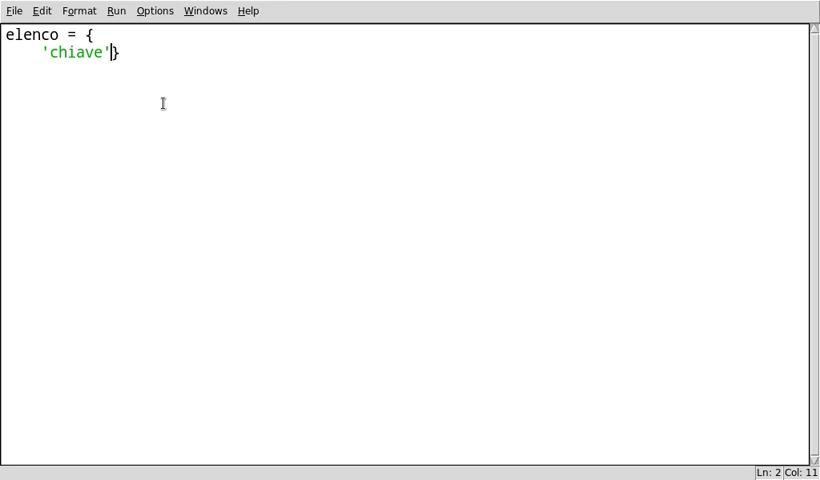 File Edit Format Run Options Windows Help
elenco = {
    'chiave'}
Ln: 2 Col: 11